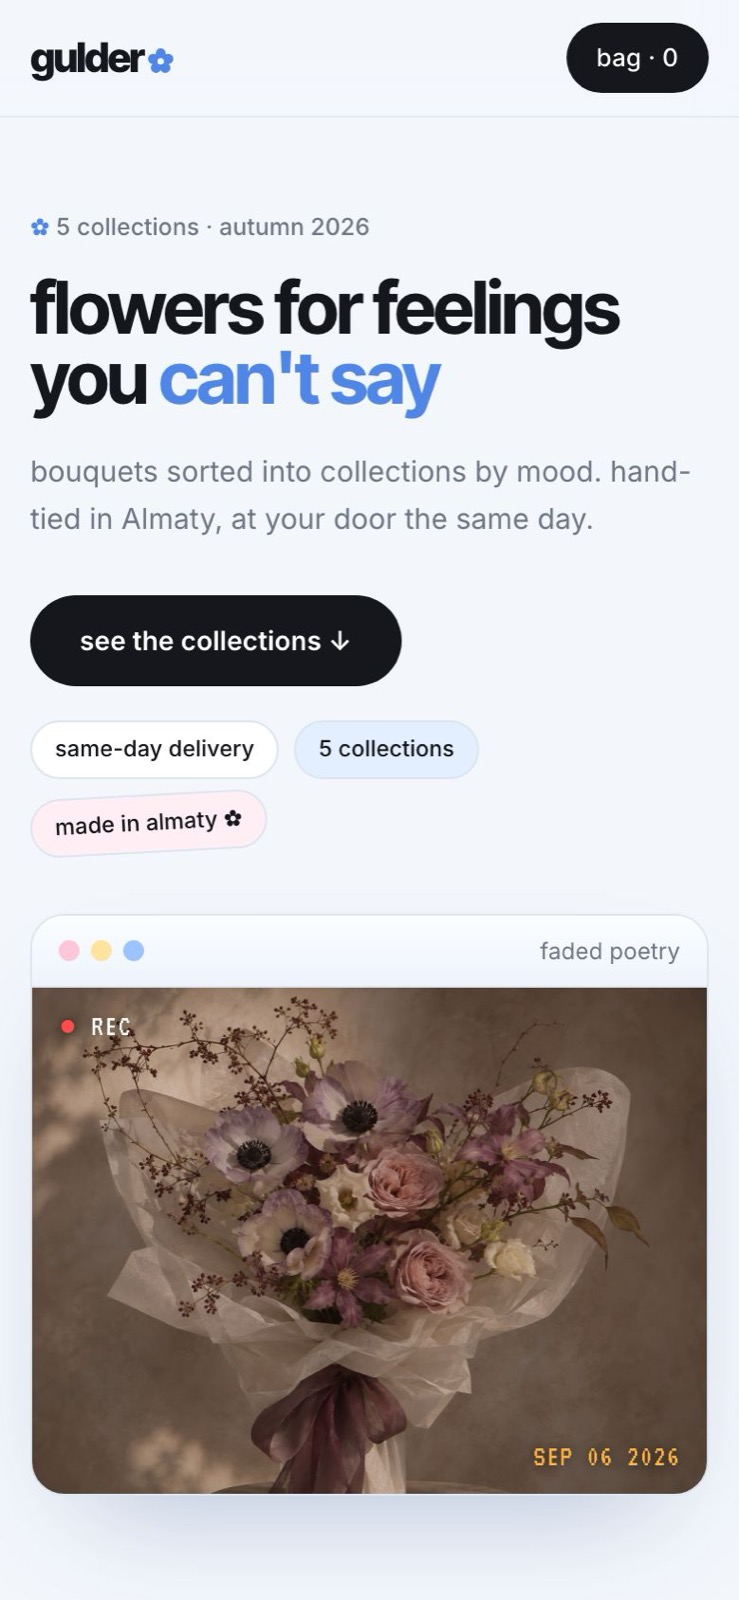 gulder
bag · 0
5 collections · autumn 2026
flowers for feelings
you can't say
bouquets sorted into collections by mood. hand-
tied in Almaty, at your door the same day.
see the collections ↓
same-day delivery
5 collections
made in almaty ✿
faded poetry
REC
SEP 06 2026